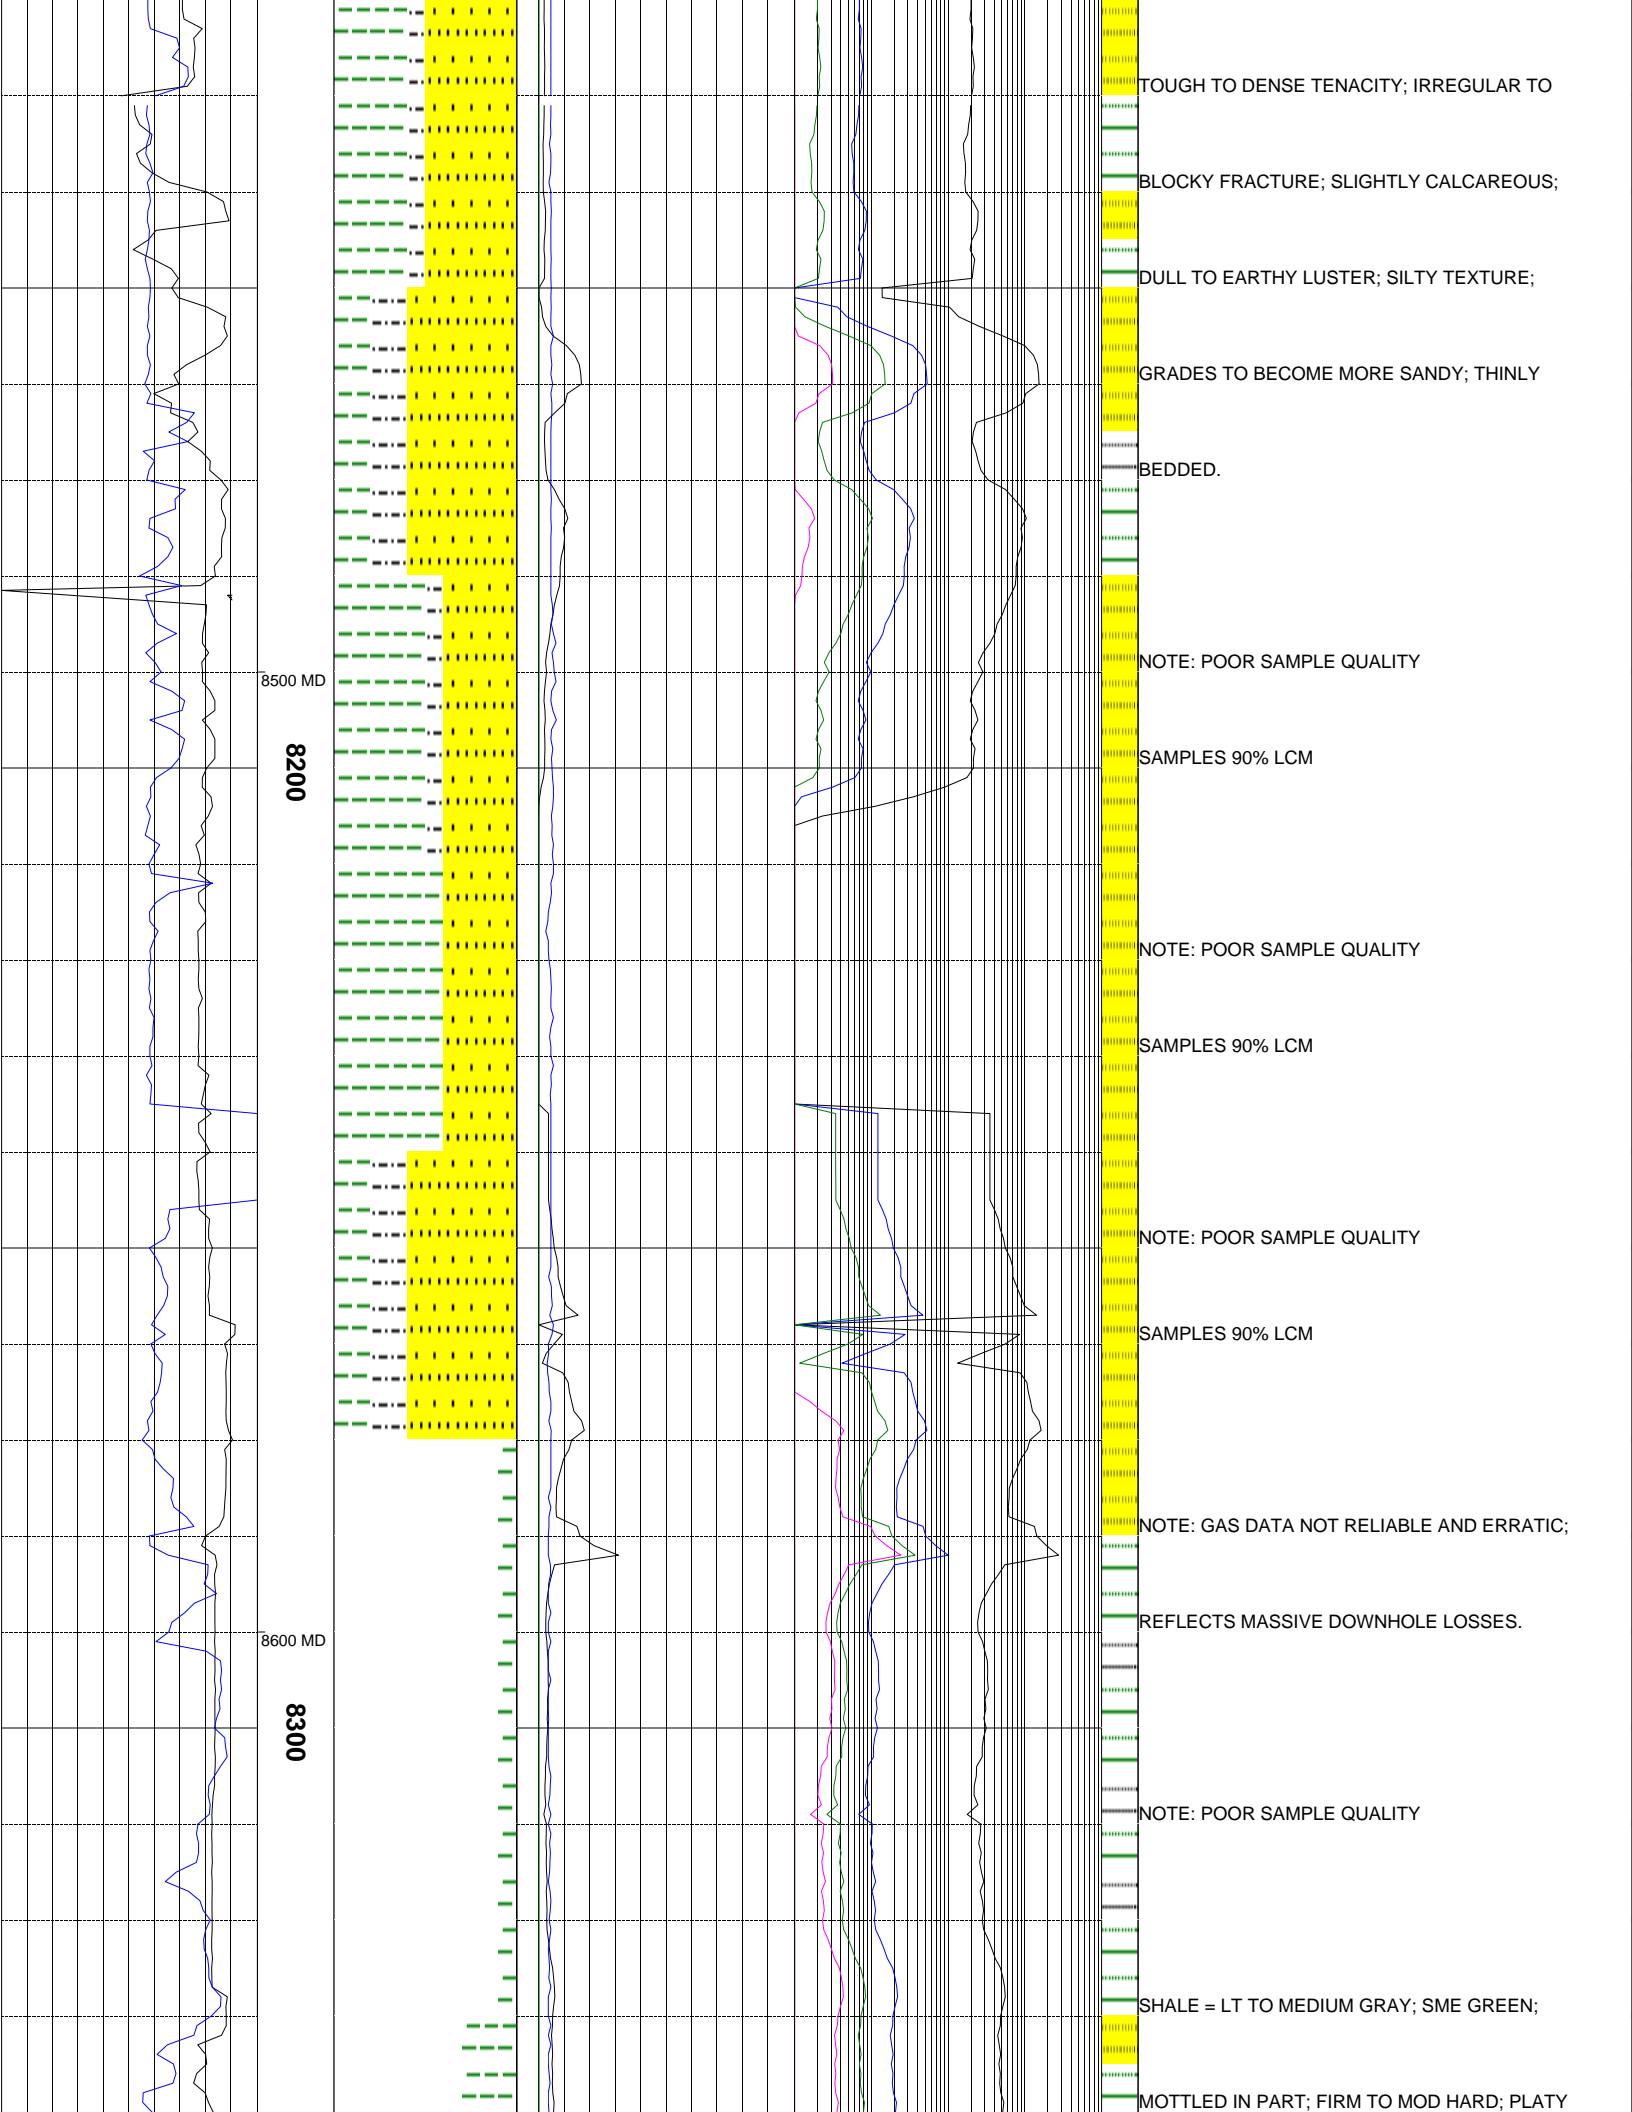 TOUGH TO DENSE TENACITY; IRREGULAR TO
BLOCKY FRACTURE; SLIGHTLY CALCAREOUS;
DULL TO EARTHY LUSTER; SILTY TEXTURE;
GRADES TO BECOME MORE SANDY; THINLY
BEDDED.
NOTE: POOR SAMPLE QUALITY
8500 MD
8200
SAMPLES 90% LCM
NOTE: POOR SAMPLE QUALITY
SAMPLES 90% LCM
NOTE: POOR SAMPLE QUALITY
SAMPLES 90% LCM
NOTE: GAS DATA NOT RELIABLE AND ERRATIC;
REFLECTS MASSIVE DOWNHOLE LOSSES.
8600 MD
8300
NOTE: POOR SAMPLE QUALITY
SHALE = LT TO MEDIUM GRAY; SME GREEN;
MOTTLED IN PART; FIRM TO MOD HARD; PLATY